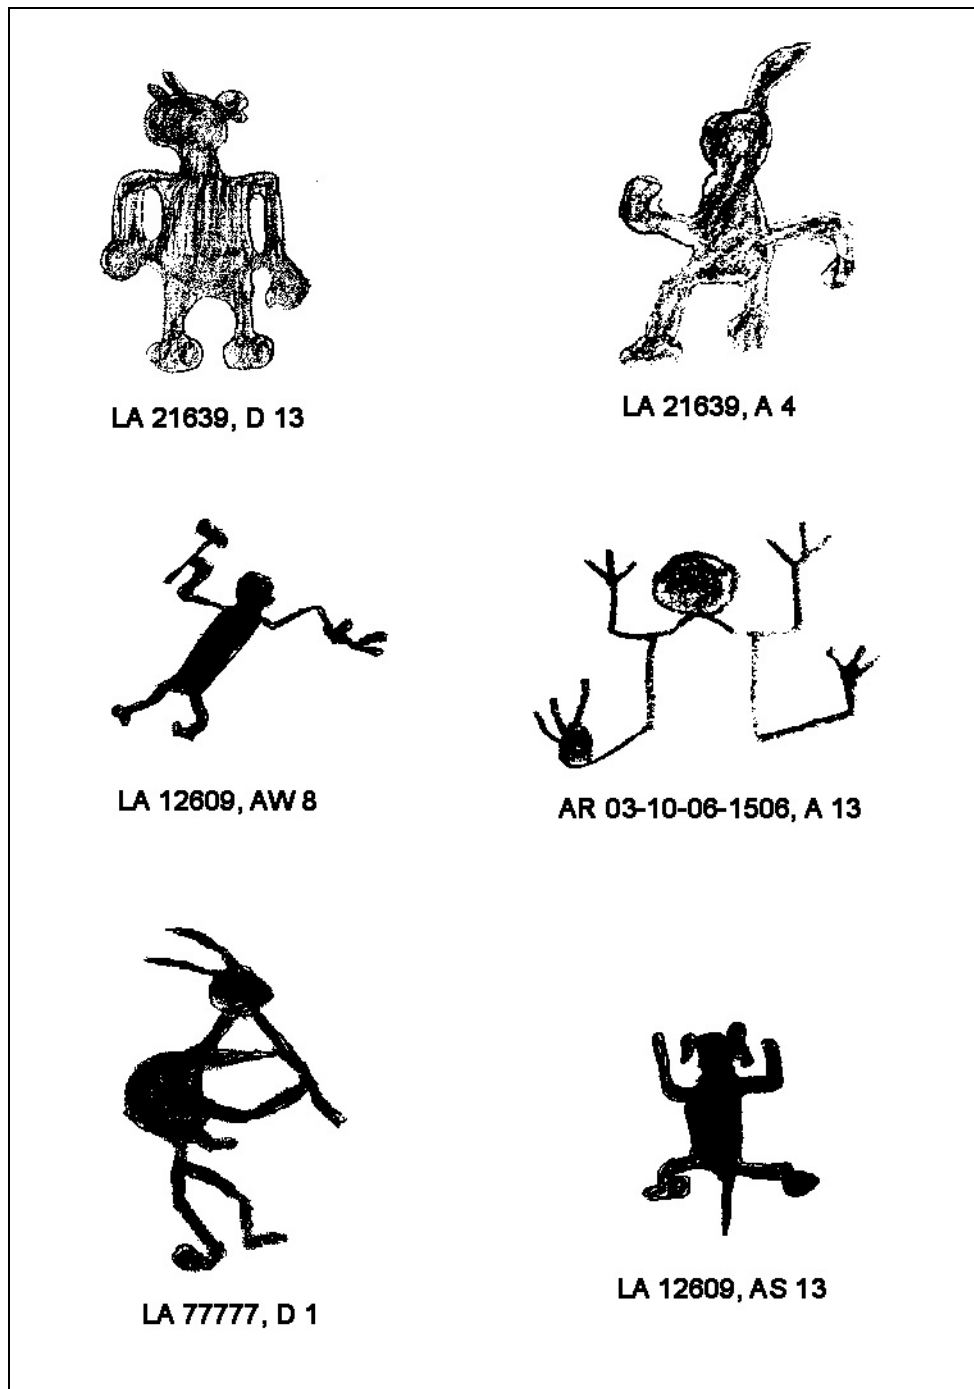 LA 21639, D 13
LA 21639, A 4
LA 12609, AW 8
AR 03-10-06-1506, A 13
LA 77777, D 1
LA 12609, AS 13